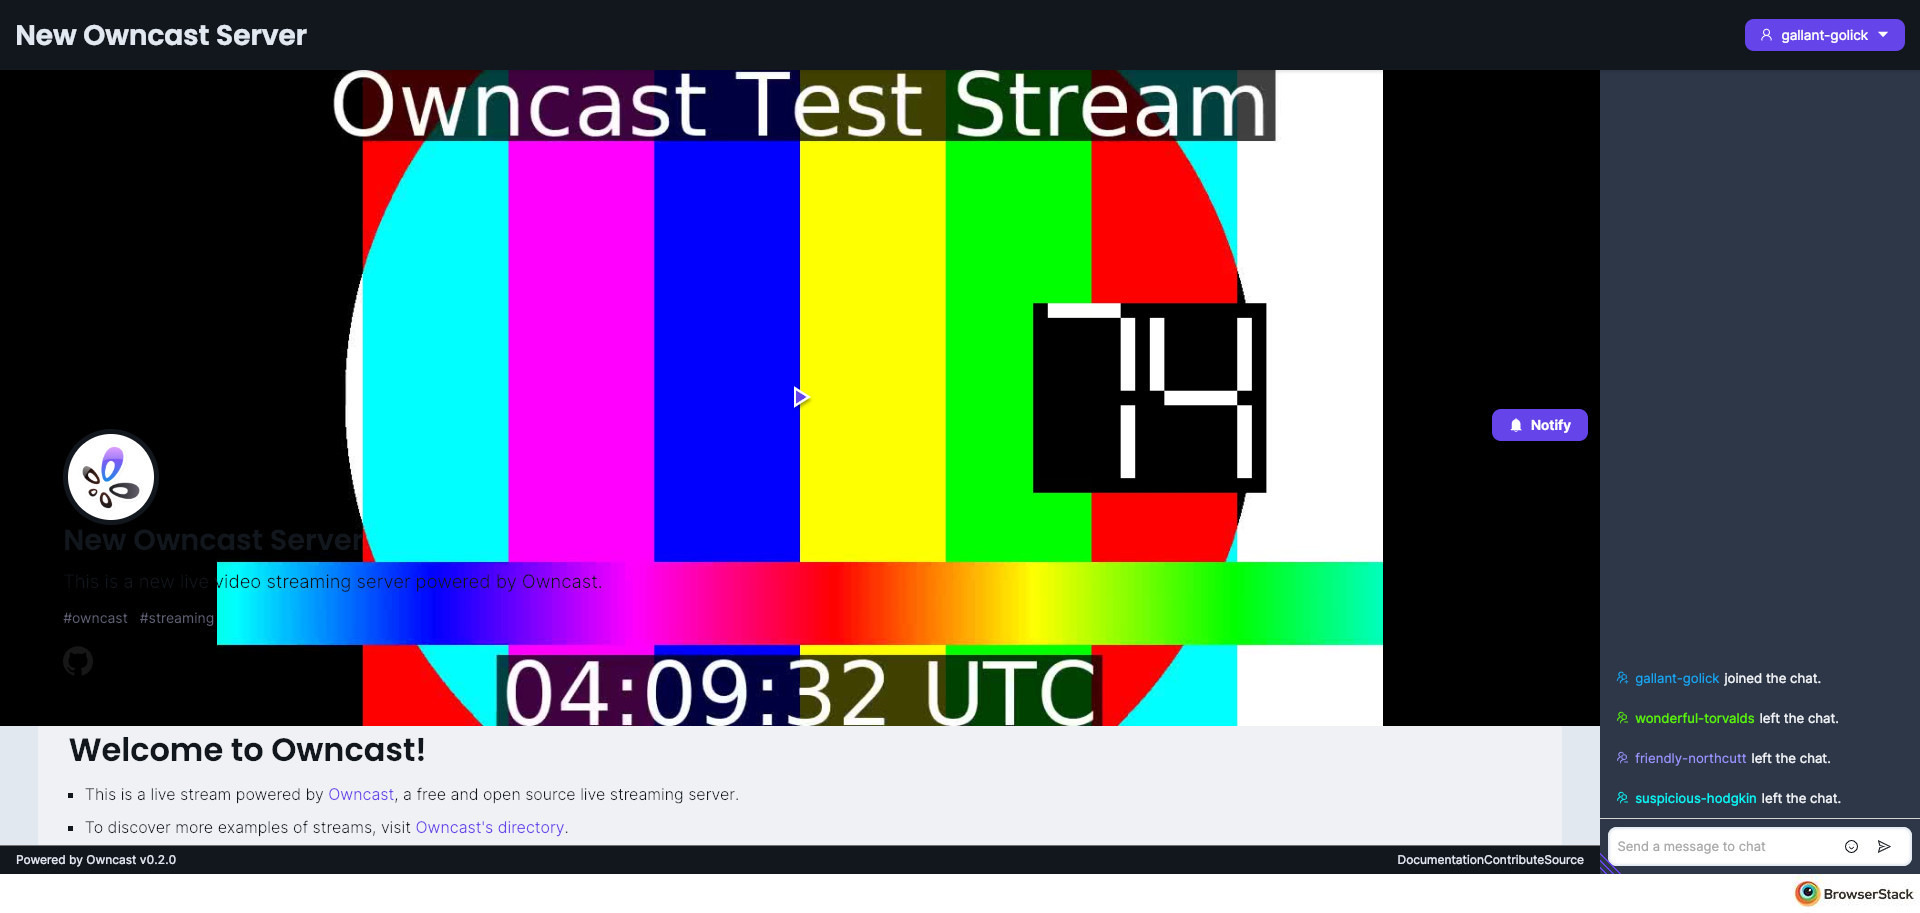 New Owncast Server
gallant-golick
Owncast Test Stream
74
Notify
New Owncast Server
This is a new live video streaming server powered by Owncast.
#owncast #streaming
04:09:32 UTC
Welcome to Owncast!
This is a live stream powered by Owncast, a free and open source live streaming server.
To discover more examples of streams, visit Owncast's directory.
gallant-golick joined the chat.
wonderful-torvalds left the chat.
friendly-northcutt left the chat.
suspicious-hodgkin left the chat.
Send a message to chat
Powered by Owncast v0.2.0
DocumentationContributeSource
BrowserStack